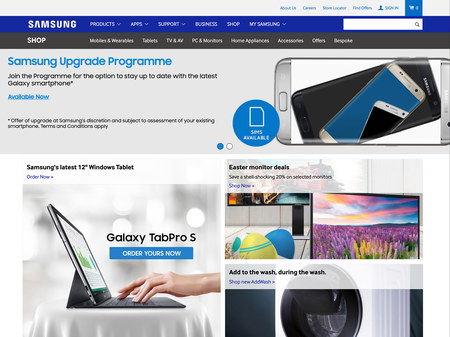 About Us Careers Store Locator Find Offers SIGN IN 0
SAMSUNG PRODUCTS APPS SUPPORT BUSINESS SHOP MY SAMSUNG
SHOP Mobiles & Wearables Tablets TV & AV PC & Monitors Home Appliances Accessories Offers Bespoke
Samsung Upgrade Programme
Join the Programme for the option to stay up to date with the latest
Galaxy smartphone*
Available Now
* Offer of upgrade at Samsung's discretion and subject to assessment of your existing
smartphone. Terms and Conditions apply
SIMS
AVAILABLE
Samsung's latest 12" Windows Tablet
Order Now »
Galaxy TabPro S
ORDER YOURS NOW
Easter monitor deals
Save a shell-shocking 20% on selected monitors
Shop Now »
Add to the wash, during the wash.
Shop new AddWash »